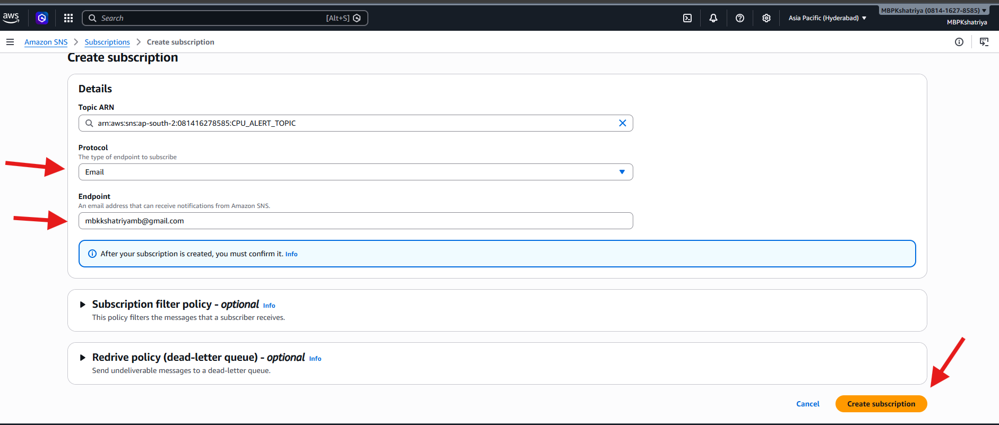 MBPKshatriya (0814-1627-8585)
aws
Search
[Alt+S]
Asia Pacific (Hyderabad)
MBPKshatriya
Amazon SNS
Subscriptions
Create subscription
Create subscription
Details
Topic ARN
arn:aws:sns:ap-south-2:081416278585:CPU_ALERT_TOPIC
Protocol
The type of endpoint to subscribe
Email
Endpoint
An email address that can receive notifications from Amazon SNS.
mbkkshatriyamb@gmail.com
After your subscription is created, you must confirm it. Info
Subscription filter policy - optional Info
This policy filters the messages that a subscriber receives.
Redrive policy (dead-letter queue) - optional Info
Send undeliverable messages to a dead-letter queue.
Cancel
Create subscription